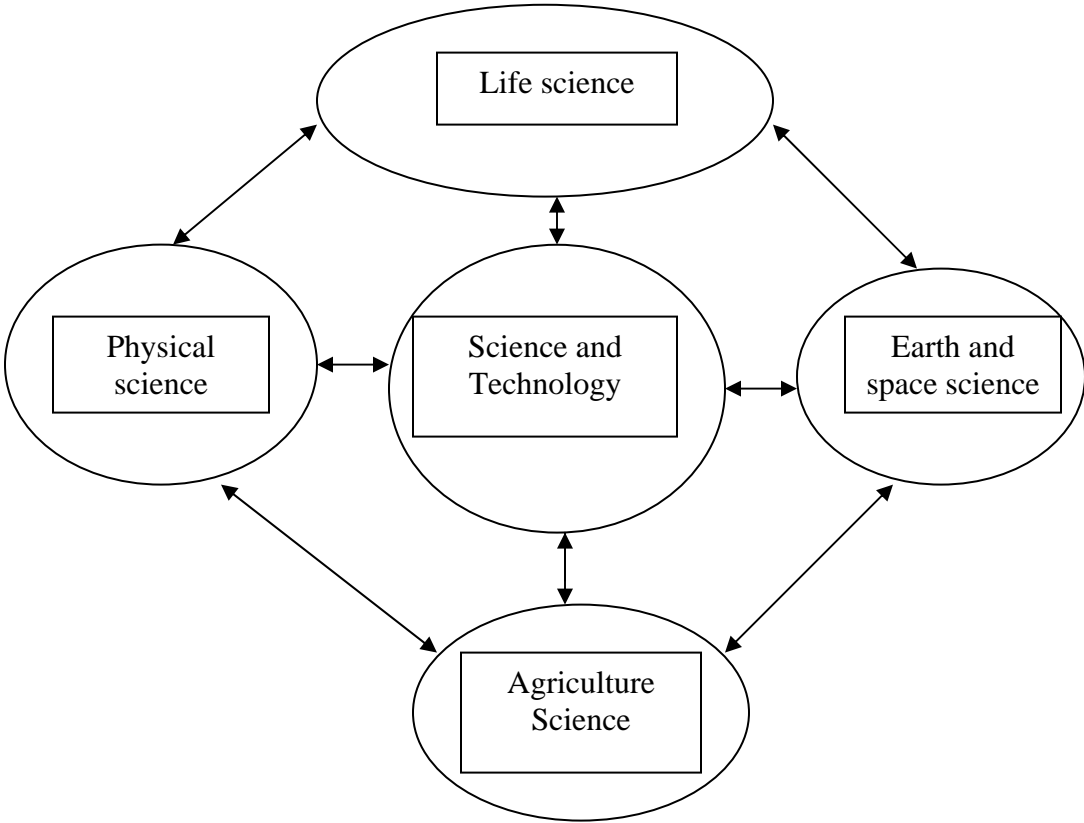 Life science
Physical
science
Science and
Technology
Earth and
space science
Agriculture
Science